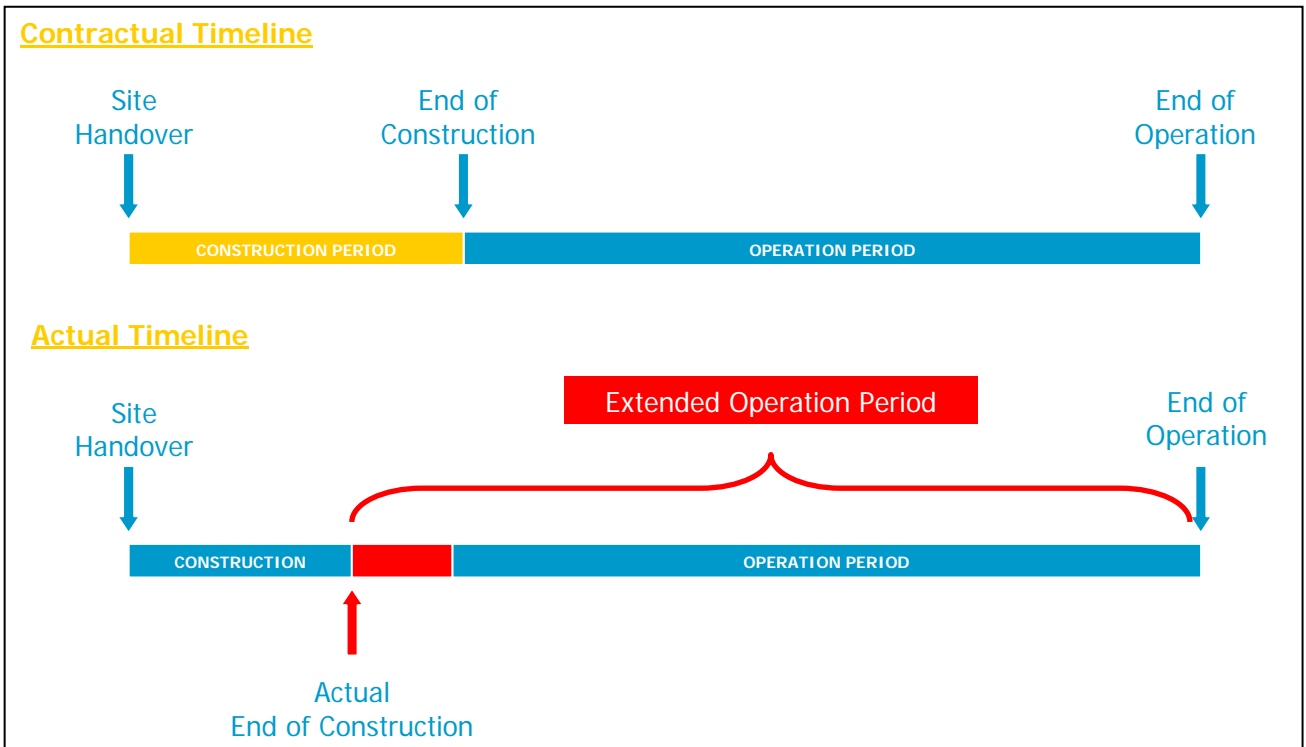 Contractual Timeline
Site
Handover
End of
Construction
End of
Operation
CONSTRUCTION PERIOD
OPERATION PERIOD
Actual Timeline
Site
Handover
Extended Operation Period
End of
Operation
CONSTRUCTION
OPERATION PERIOD
Actual
End of Construction